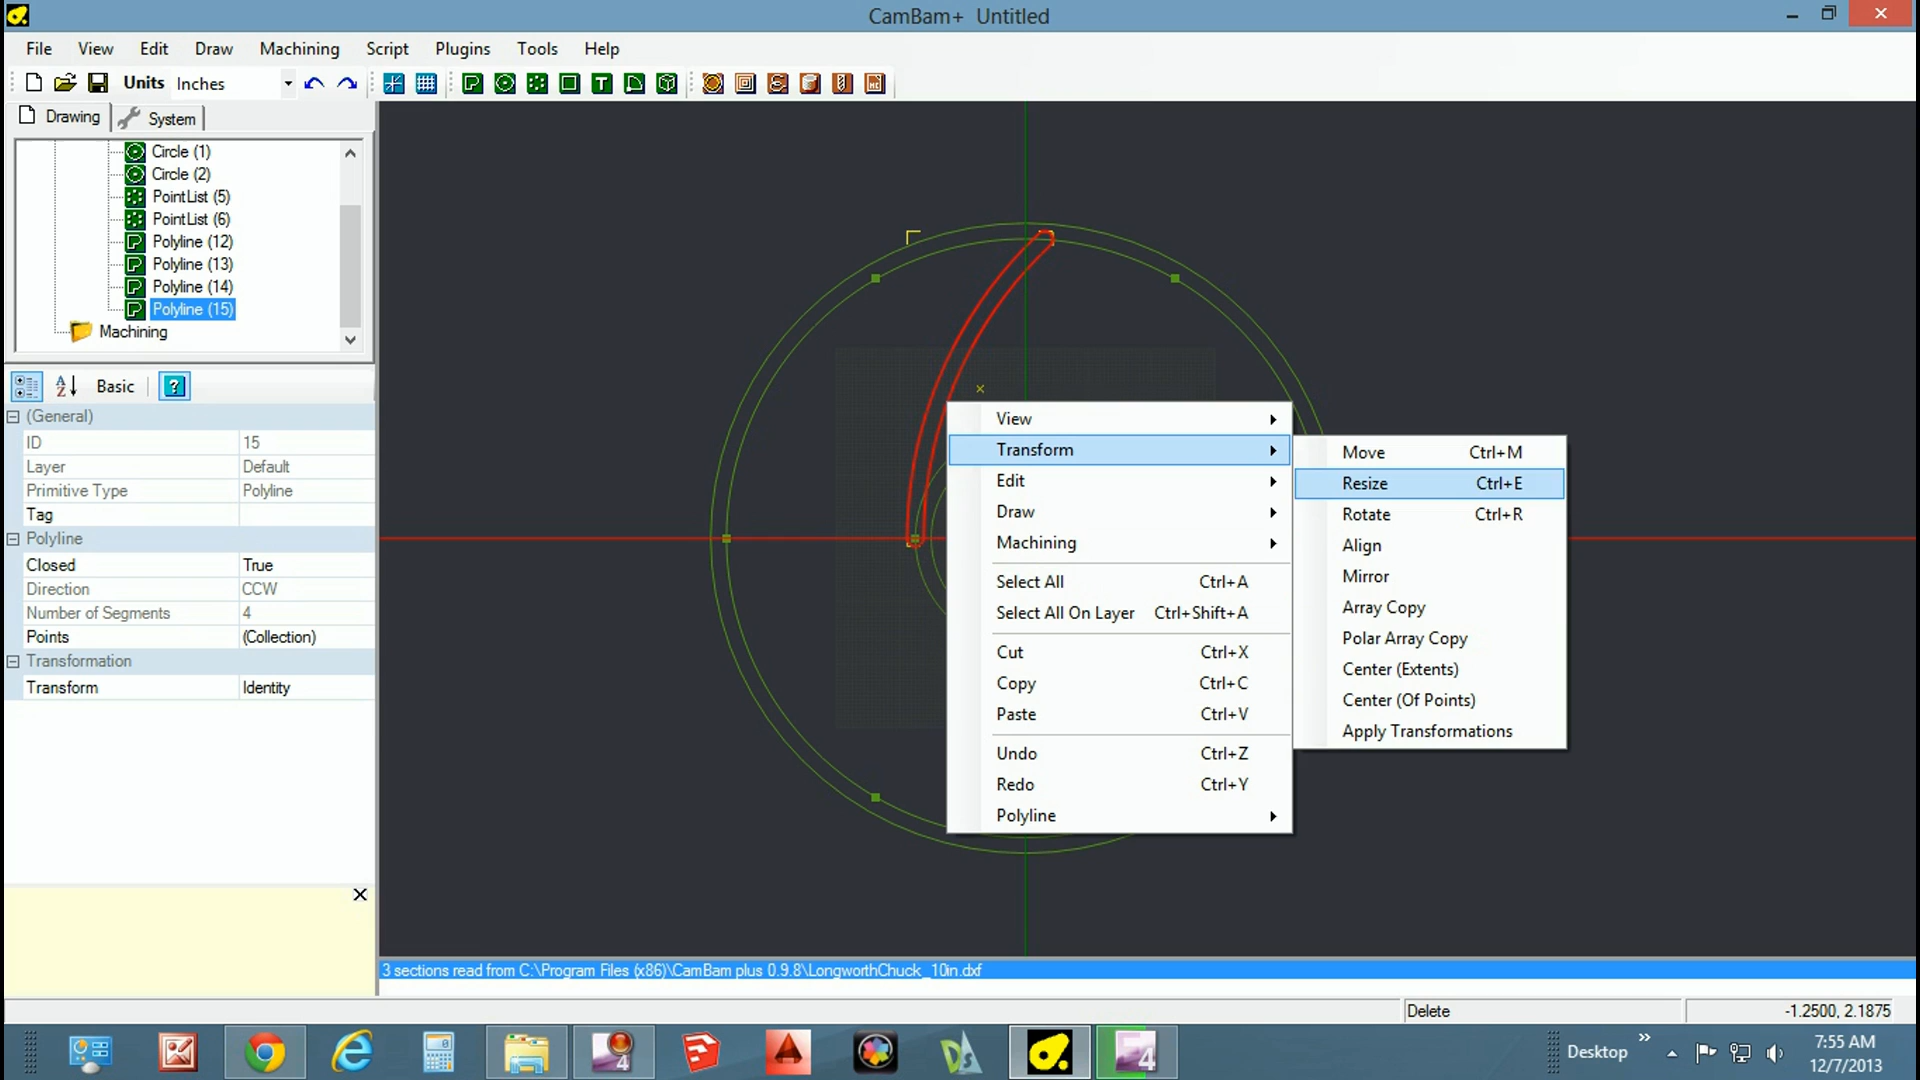 CamBam+ Untitled
File View Edit Draw Machining Script Plugins Tools Help
Units Inches
Drawing System
Circle (1)
Circle (2)
PointList (5)
PointList (6)
Polyline (12)
Polyline (13)
Polyline (14)
Polyline (15)
Machining
Basic
(General)
ID 15
Layer Default
Primitive Type Polyline
Tag
Polyline
Closed True
Direction CCW
Number of Segments 4
Points (Collection)
Transformation
Transform Identity
View
Transform
Edit
Draw
Machining
Select All Ctrl+A
Select All On Layer Ctrl+Shift+A
Cut Ctrl+X
Copy Ctrl+C
Paste Ctrl+V
Undo Ctrl+Z
Redo Ctrl+Y
Polyline
Move Ctrl+M
Resize Ctrl+E
Rotate Ctrl+R
Align
Mirror
Array Copy
Polar Array Copy
Center (Extents)
Center (Of Points)
Apply Transformations
3 sections read from C:\Program Files (x86)\CamBam plus 0.9.8\LongworthChuck_10in.dxf
Delete -1.2500, 2.1875
Desktop
7:55 AM
12/7/2013